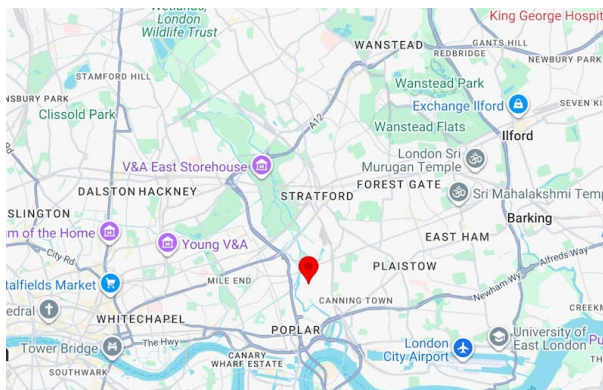 Wetlands,
London
Wildlife Trust
King George Hospit
WANSTEAD
GANTS HILL
REDBRIDGE
NEWBURY PARK
STAMFORD HILL
Wanstead Park
NSBURY PARK
Clissold Park
Exchange Ilford
SEVEN KI
A12
Wanstead Flats
Ilford
V&A East Storehouse
London Sri
Murugan Temple
DALSTON
HACKNEY
STRATFORD
FOREST GATE
Sri Mahalakshmi Temp
SLINGTON
Barking
m of the Home
Young V&A
EAST HAM
City Rd
PLAISTOW
Alfreds Way
talfields Market
MILE END
Newham Wy
CANNING TOWN
CREEKM
edral
WHITECHAPEL
POPLAR
University of
East London
THE HWY
London
City Airport
Tower Bridge
CANARY
WHARF ESTATE
SOUTHWARK